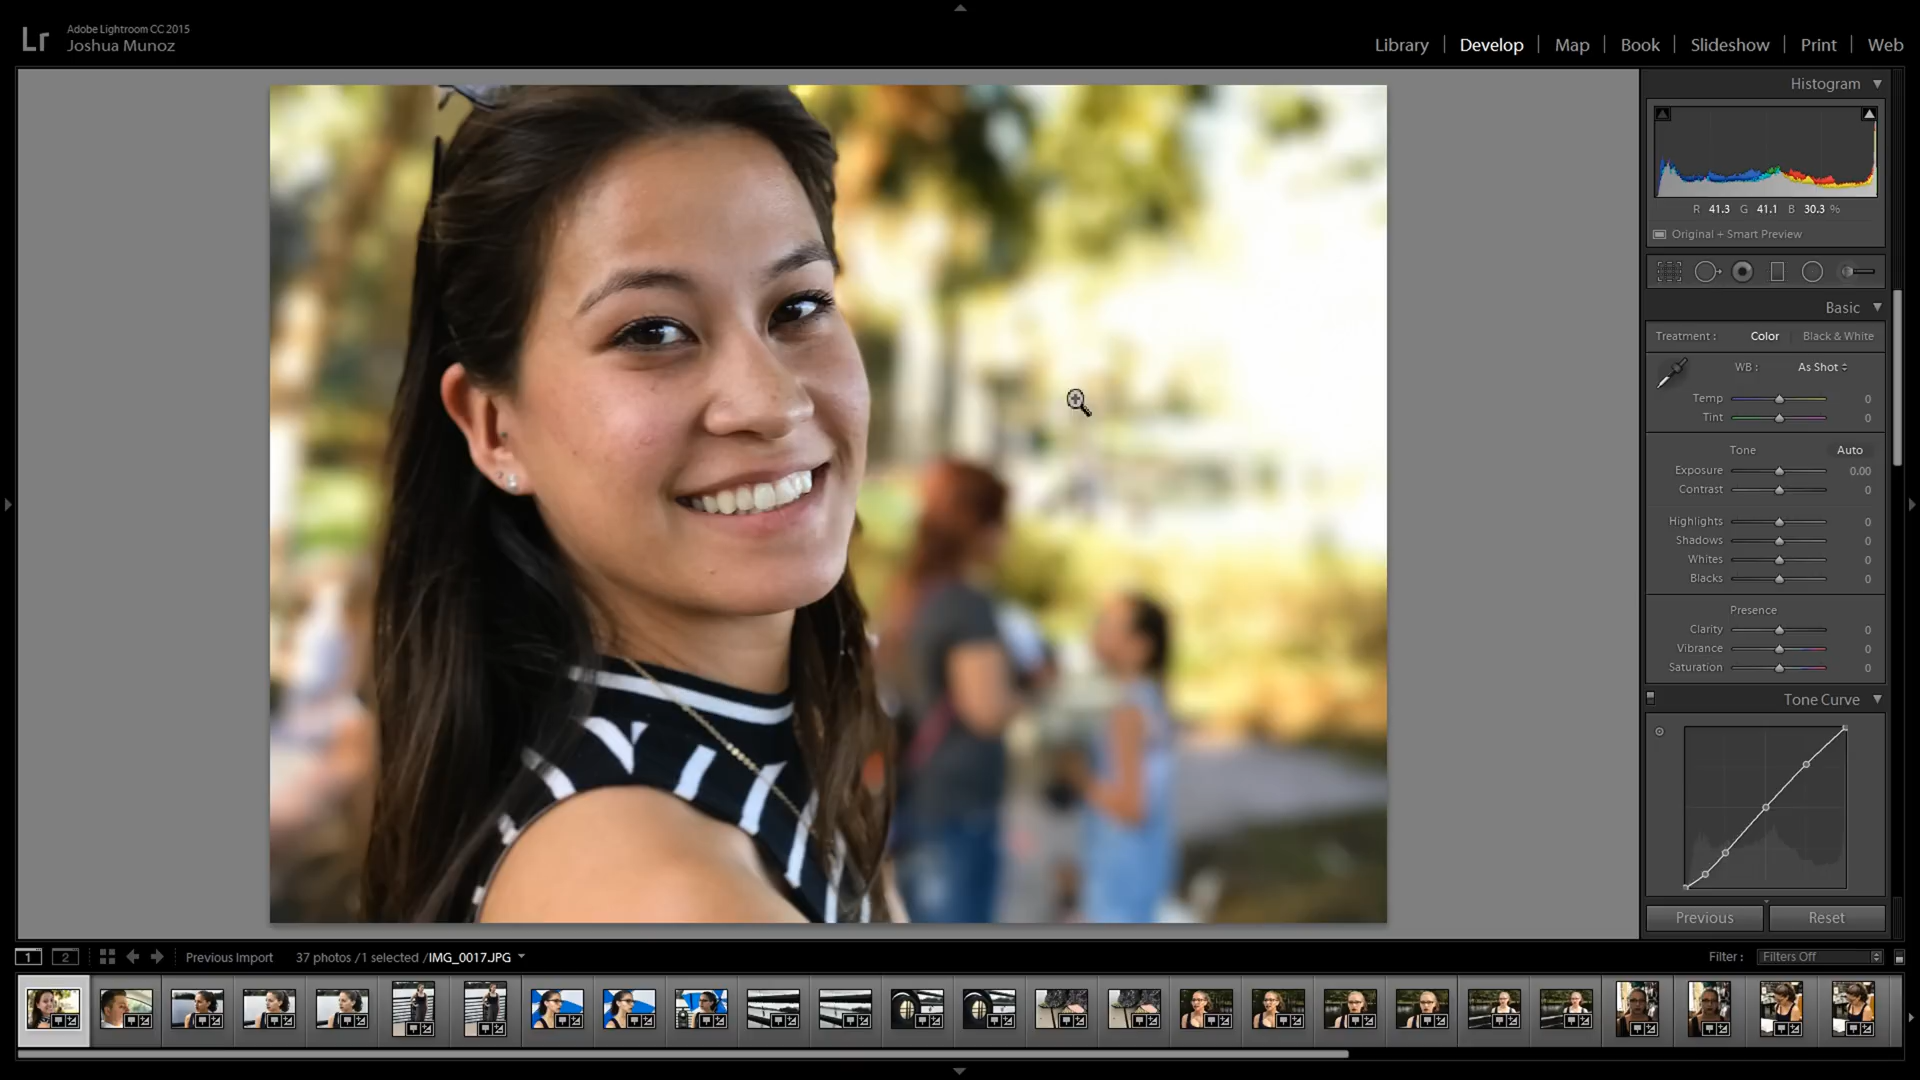 Lr
Adobe Lightroom CC 2015
Joshua Munoz
Library | Develop | Map | Book | Slideshow | Print | Web
Histogram
R 41.3 G 41.1 B 30.3 %
Original + Smart Preview
Basic
Treatment : Color Black & White
WB : As Shot
Temp 0
Tint 0
Tone Auto
Exposure 0.00
Contrast 0
Highlights 0
Shadows 0
Whites 0
Blacks 0
Presence
Clarity 0
Vibrance 0
Saturation 0
Tone Curve
Previous Reset
1 2 Previous Import 37 photos /1 selected /IMG_0017.JPG Filter : Filters Off